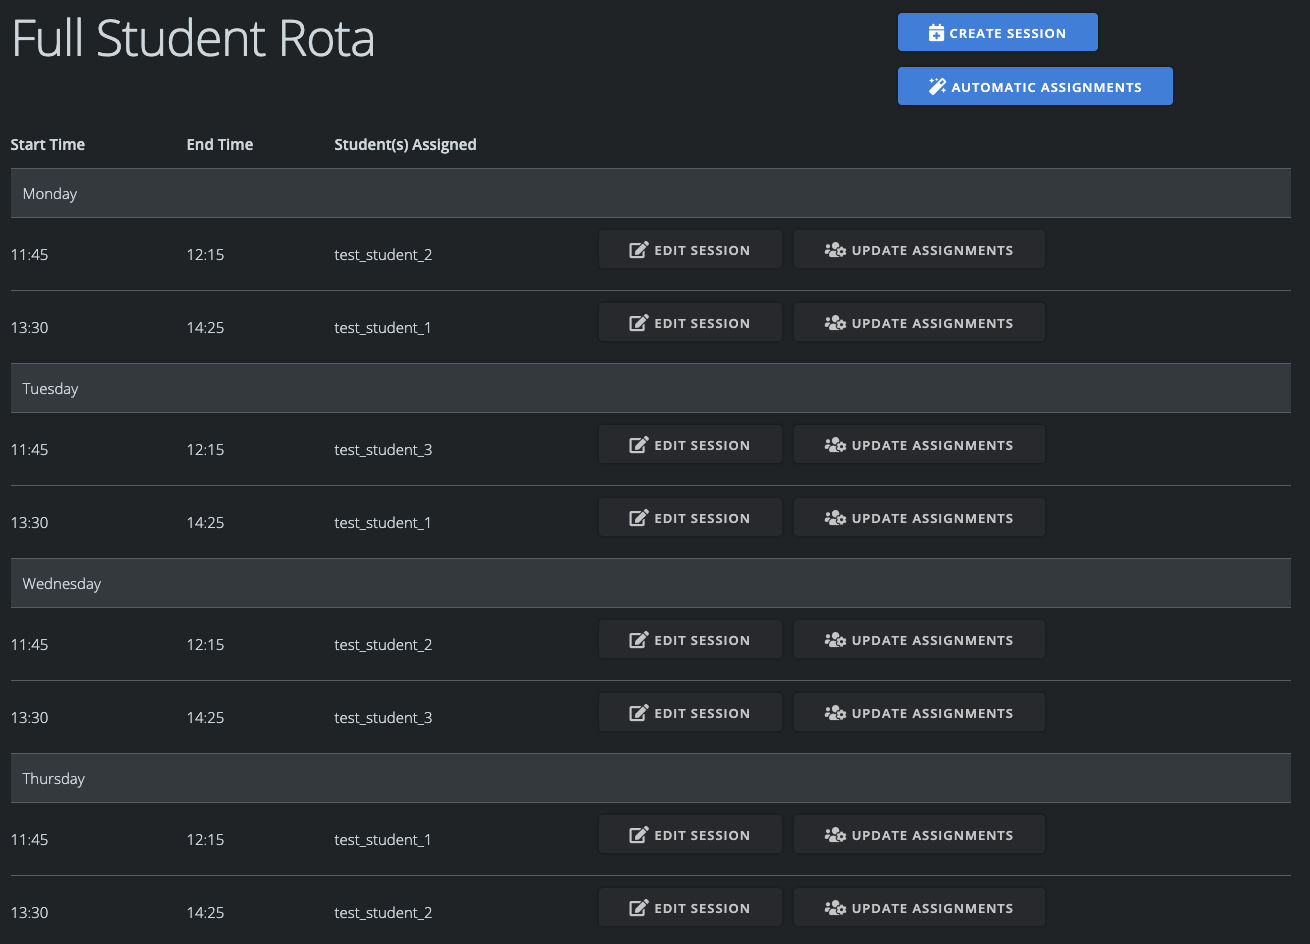 Full Student Rota
CREATE SESSION
AUTOMATIC ASSIGNMENTS
Start Time End Time Student(s) Assigned
Monday
11:45 12:15 test_student_2 EDIT SESSION UPDATE ASSIGNMENTS
13:30 14:25 test_student_1 EDIT SESSION UPDATE ASSIGNMENTS
Tuesday
11:45 12:15 test_student_3 EDIT SESSION UPDATE ASSIGNMENTS
13:30 14:25 test_student_1 EDIT SESSION UPDATE ASSIGNMENTS
Wednesday
11:45 12:15 test_student_2 EDIT SESSION UPDATE ASSIGNMENTS
13:30 14:25 test_student_3 EDIT SESSION UPDATE ASSIGNMENTS
Thursday
11:45 12:15 test_student_1 EDIT SESSION UPDATE ASSIGNMENTS
13:30 14:25 test_student_2 EDIT SESSION UPDATE ASSIGNMENTS